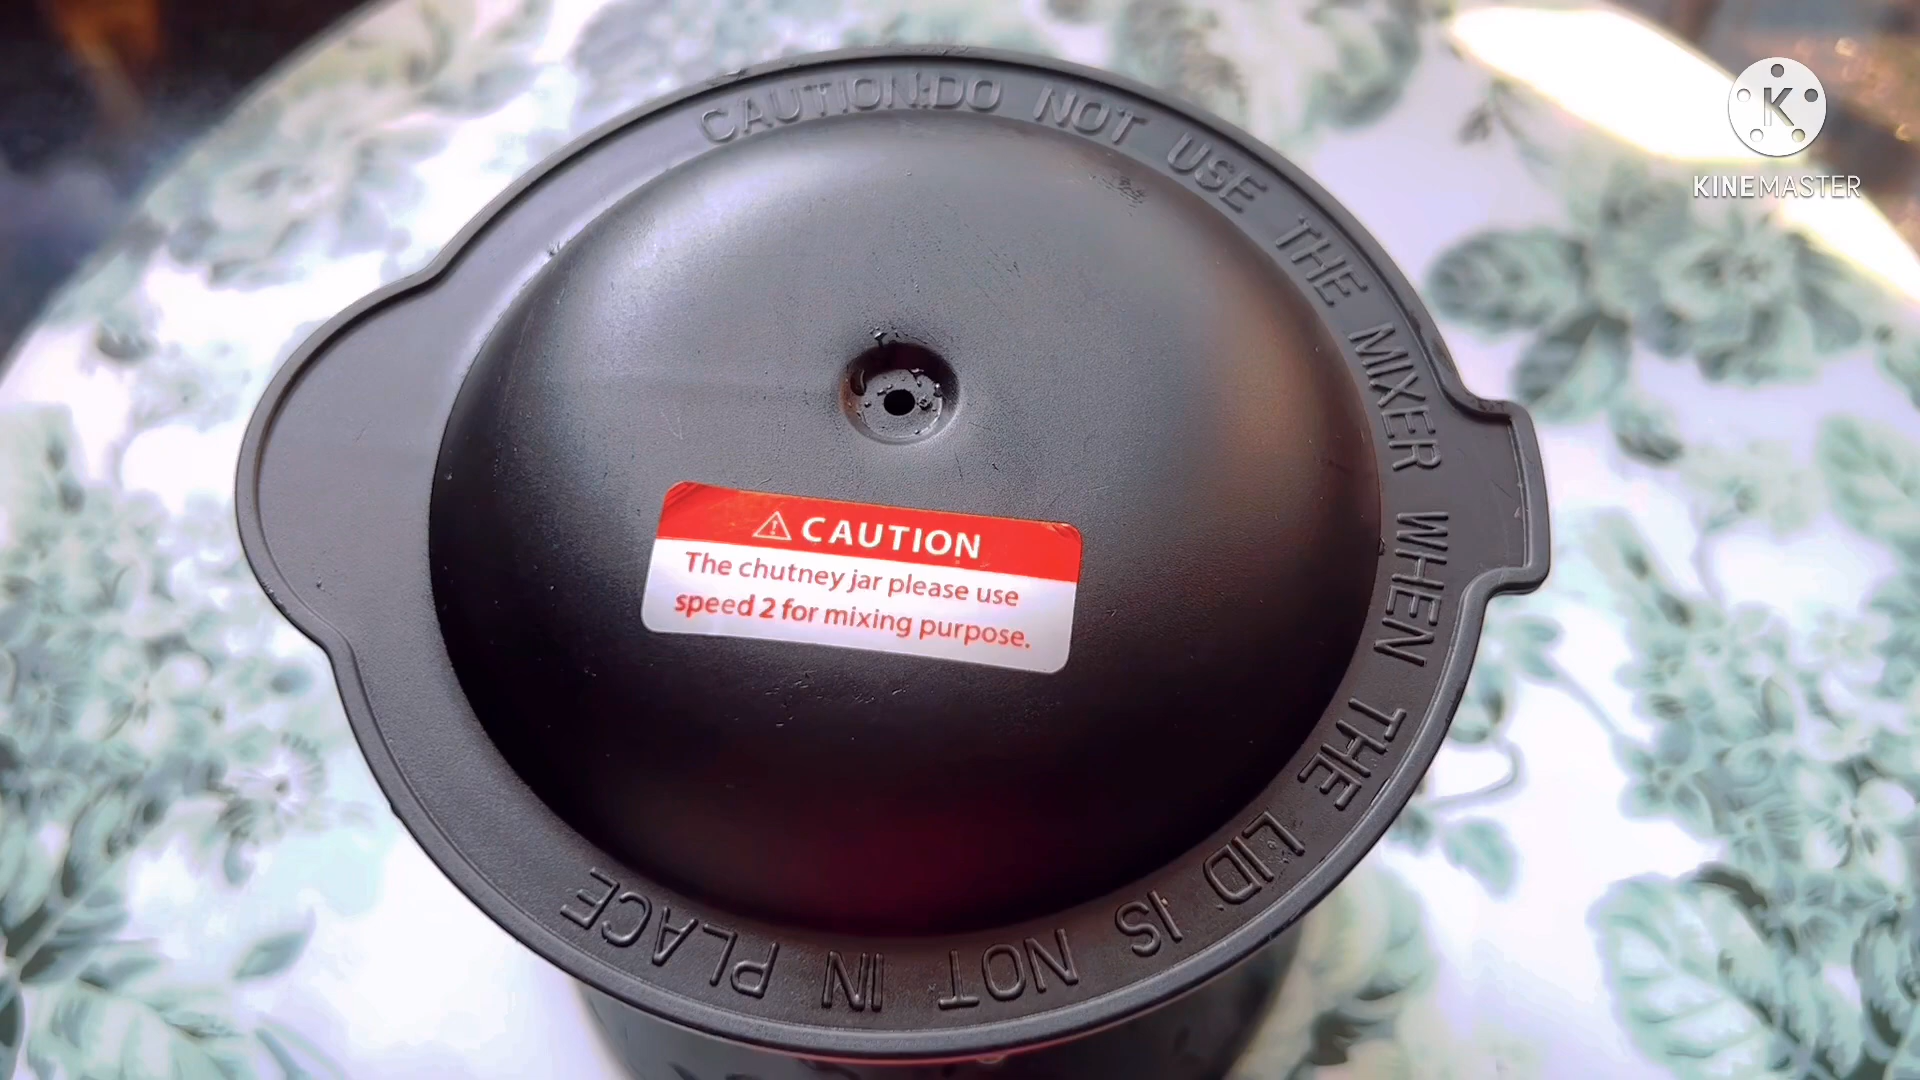 CAUTION:DO NOT USE THE MIXER WHEN THE LID IS NOT IN PLACE
K
KINEMASTER
⚠ CAUTION
The chutney jar please use
speed 2 for mixing purpose.